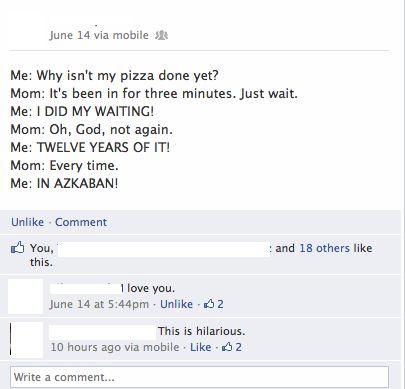 June 14 via mobile
Me: Why isn't my pizza done yet?
Mom: It's been in for three minutes. Just wait.
Me: I DID MY WAITING!
Mom: Oh, God, not again.
Me: TWELVE YEARS OF IT!
Mom: Every time.
Me: IN AZKABAN!
Unlike · Comment
You, and 18 others like
this.
I love you.
June 14 at 5:44pm · Unlike · 2
This is hilarious.
10 hours ago via mobile · Like · 2
Write a comment...